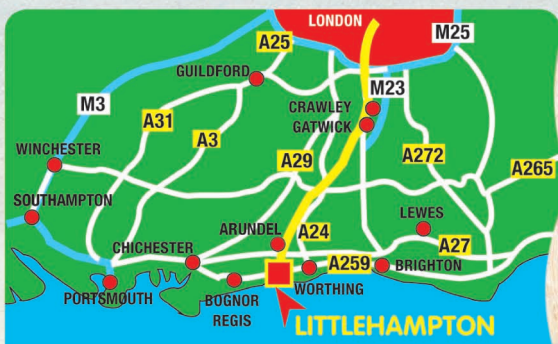 LONDON
M25
A25
GUILDFORD
M23
M3
CRAWLEY
GATWICK
A31
A3
A272
WINCHESTER
A29
A265
SOUTHAMPTON
LEWES
ARUNDEL
A24
CHICHESTER
A27
A259
BRIGHTON
PORTSMOUTH
BOGNOR
REGIS
WORTHING
LITTLEHAMPTON